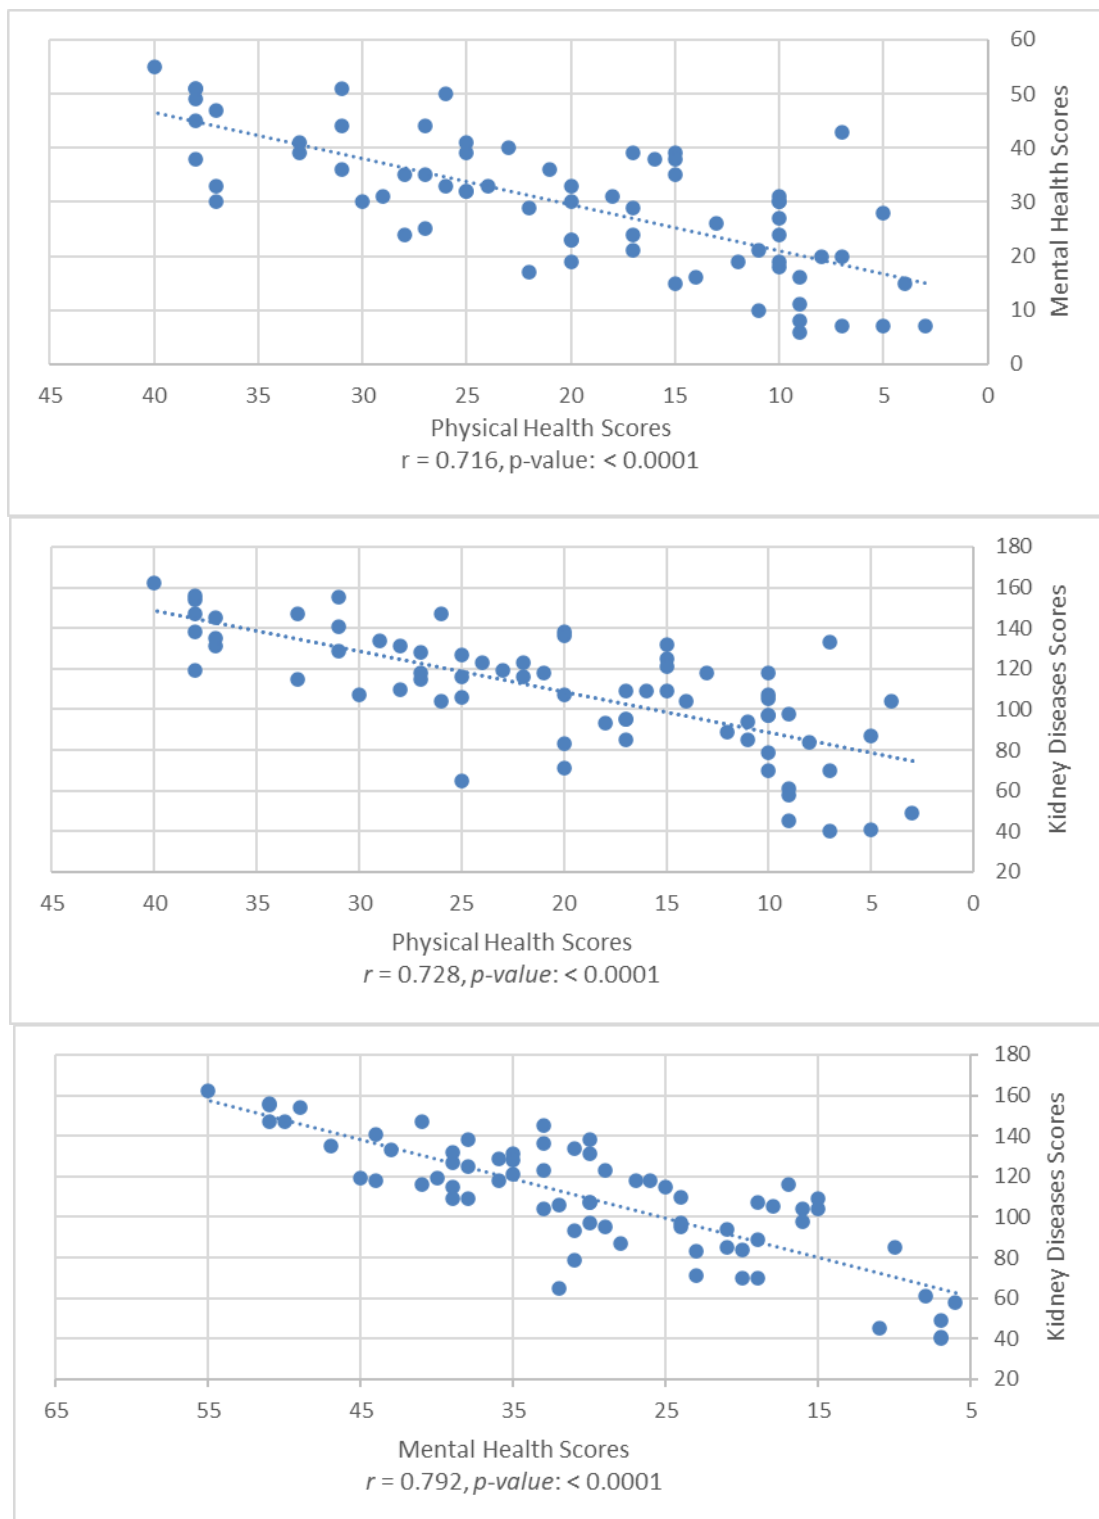 60
50
40
30
20
10
0
Mental Health Scores
45 40 35 30 25 20 15 10 5 0
Physical Health Scores
r = 0.716, p-value: < 0.0001
180
160
140
120
100
80
60
40
20
Kidney Diseases Scores
45 40 35 30 25 20 15 10 5 0
Physical Health Scores
r = 0.728, p-value: < 0.0001
180
160
140
120
100
80
60
40
20
Kidney Diseases Scores
65 55 45 35 25 15 5
Mental Health Scores
r = 0.792, p-value: < 0.0001